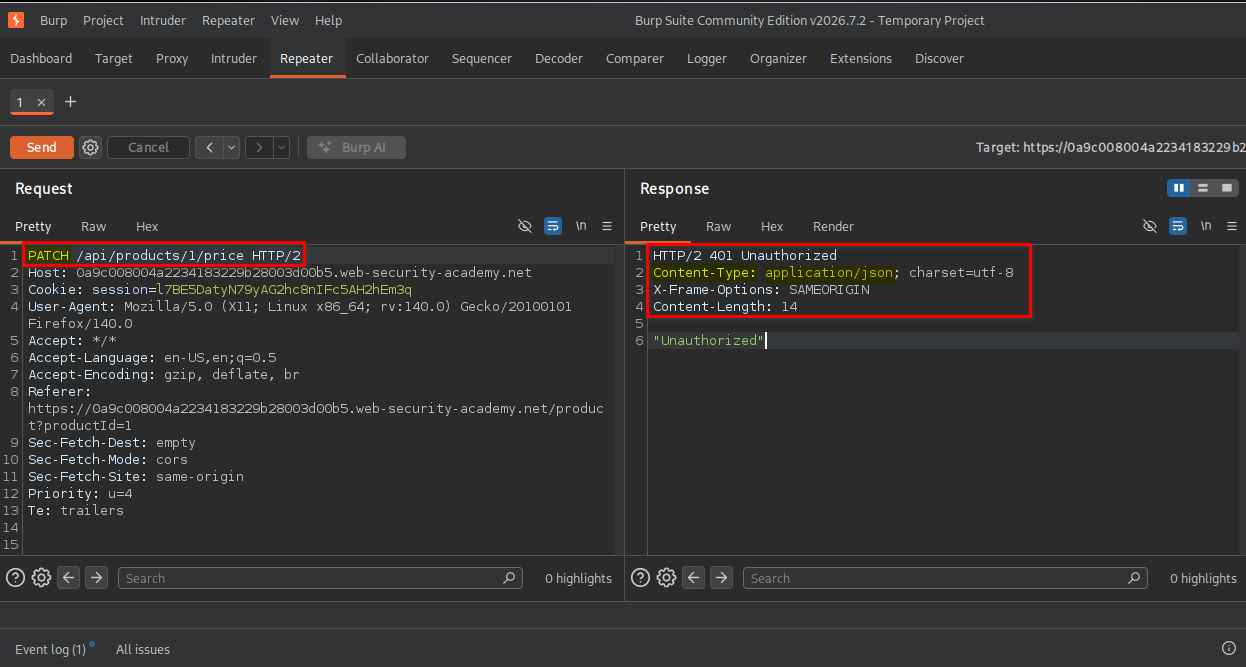 Burp Project Intruder Repeater View Help Burp Suite Community Edition v2026.7.2 - Temporary Project
Dashboard Target Proxy Intruder Repeater Collaborator Sequencer Decoder Comparer Logger Organizer Extensions Discover
1 × +
Send Cancel < > Burp AI Target: https://0a9c008004a2234183229b2
Request
Pretty Raw Hex \n
1 PATCH /api/products/1/price HTTP/2
2 Host: 0a9c008004a2234183229b28003d00b5.web-security-academy.net
3 Cookie: session=l7BE5DatyN79yAG2hc8nIFc5AH2hEm3q
4 User-Agent: Mozilla/5.0 (X11; Linux x86_64; rv:140.0) Gecko/20100101
Firefox/140.0
5 Accept: */*
6 Accept-Language: en-US,en;q=0.5
7 Accept-Encoding: gzip, deflate, br
8 Referer:
https://0a9c008004a2234183229b28003d00b5.web-security-academy.net/produc
t?productId=1
9 Sec-Fetch-Dest: empty
10 Sec-Fetch-Mode: cors
11 Sec-Fetch-Site: same-origin
12 Priority: u=4
13 Te: trailers
14
15
Search 0 highlights
Response
Pretty Raw Hex Render \n
1 HTTP/2 401 Unauthorized
2 Content-Type: application/json; charset=utf-8
3 X-Frame-Options: SAMEORIGIN
4 Content-Length: 14
5
6 "Unauthorized"
Search 0 highlights
Event log (1) All issues